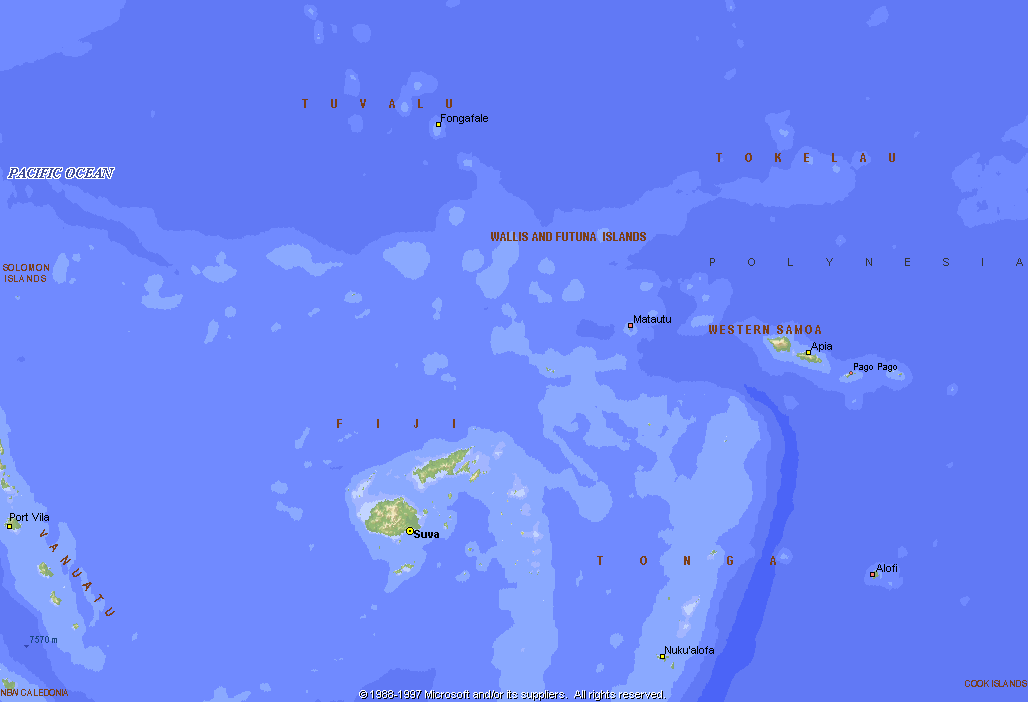 T U V A L U
Fongafale
T O K E L A U
PACIFIC OCEAN
WALLIS AND FUTUNA ISLANDS
P O L Y N E S I A
SOLOMON
ISLANDS
Matautu
WESTERN SAMOA
Apia
Pago Pago
F I J I
Port Vila
Suva
V A N U A T U
T O N G A
Alofi
7570 m
Nuku'alofa
NEW CALEDONIA
© 1988-1997 Microsoft and/or its suppliers. All rights reserved.
COOK ISLANDS